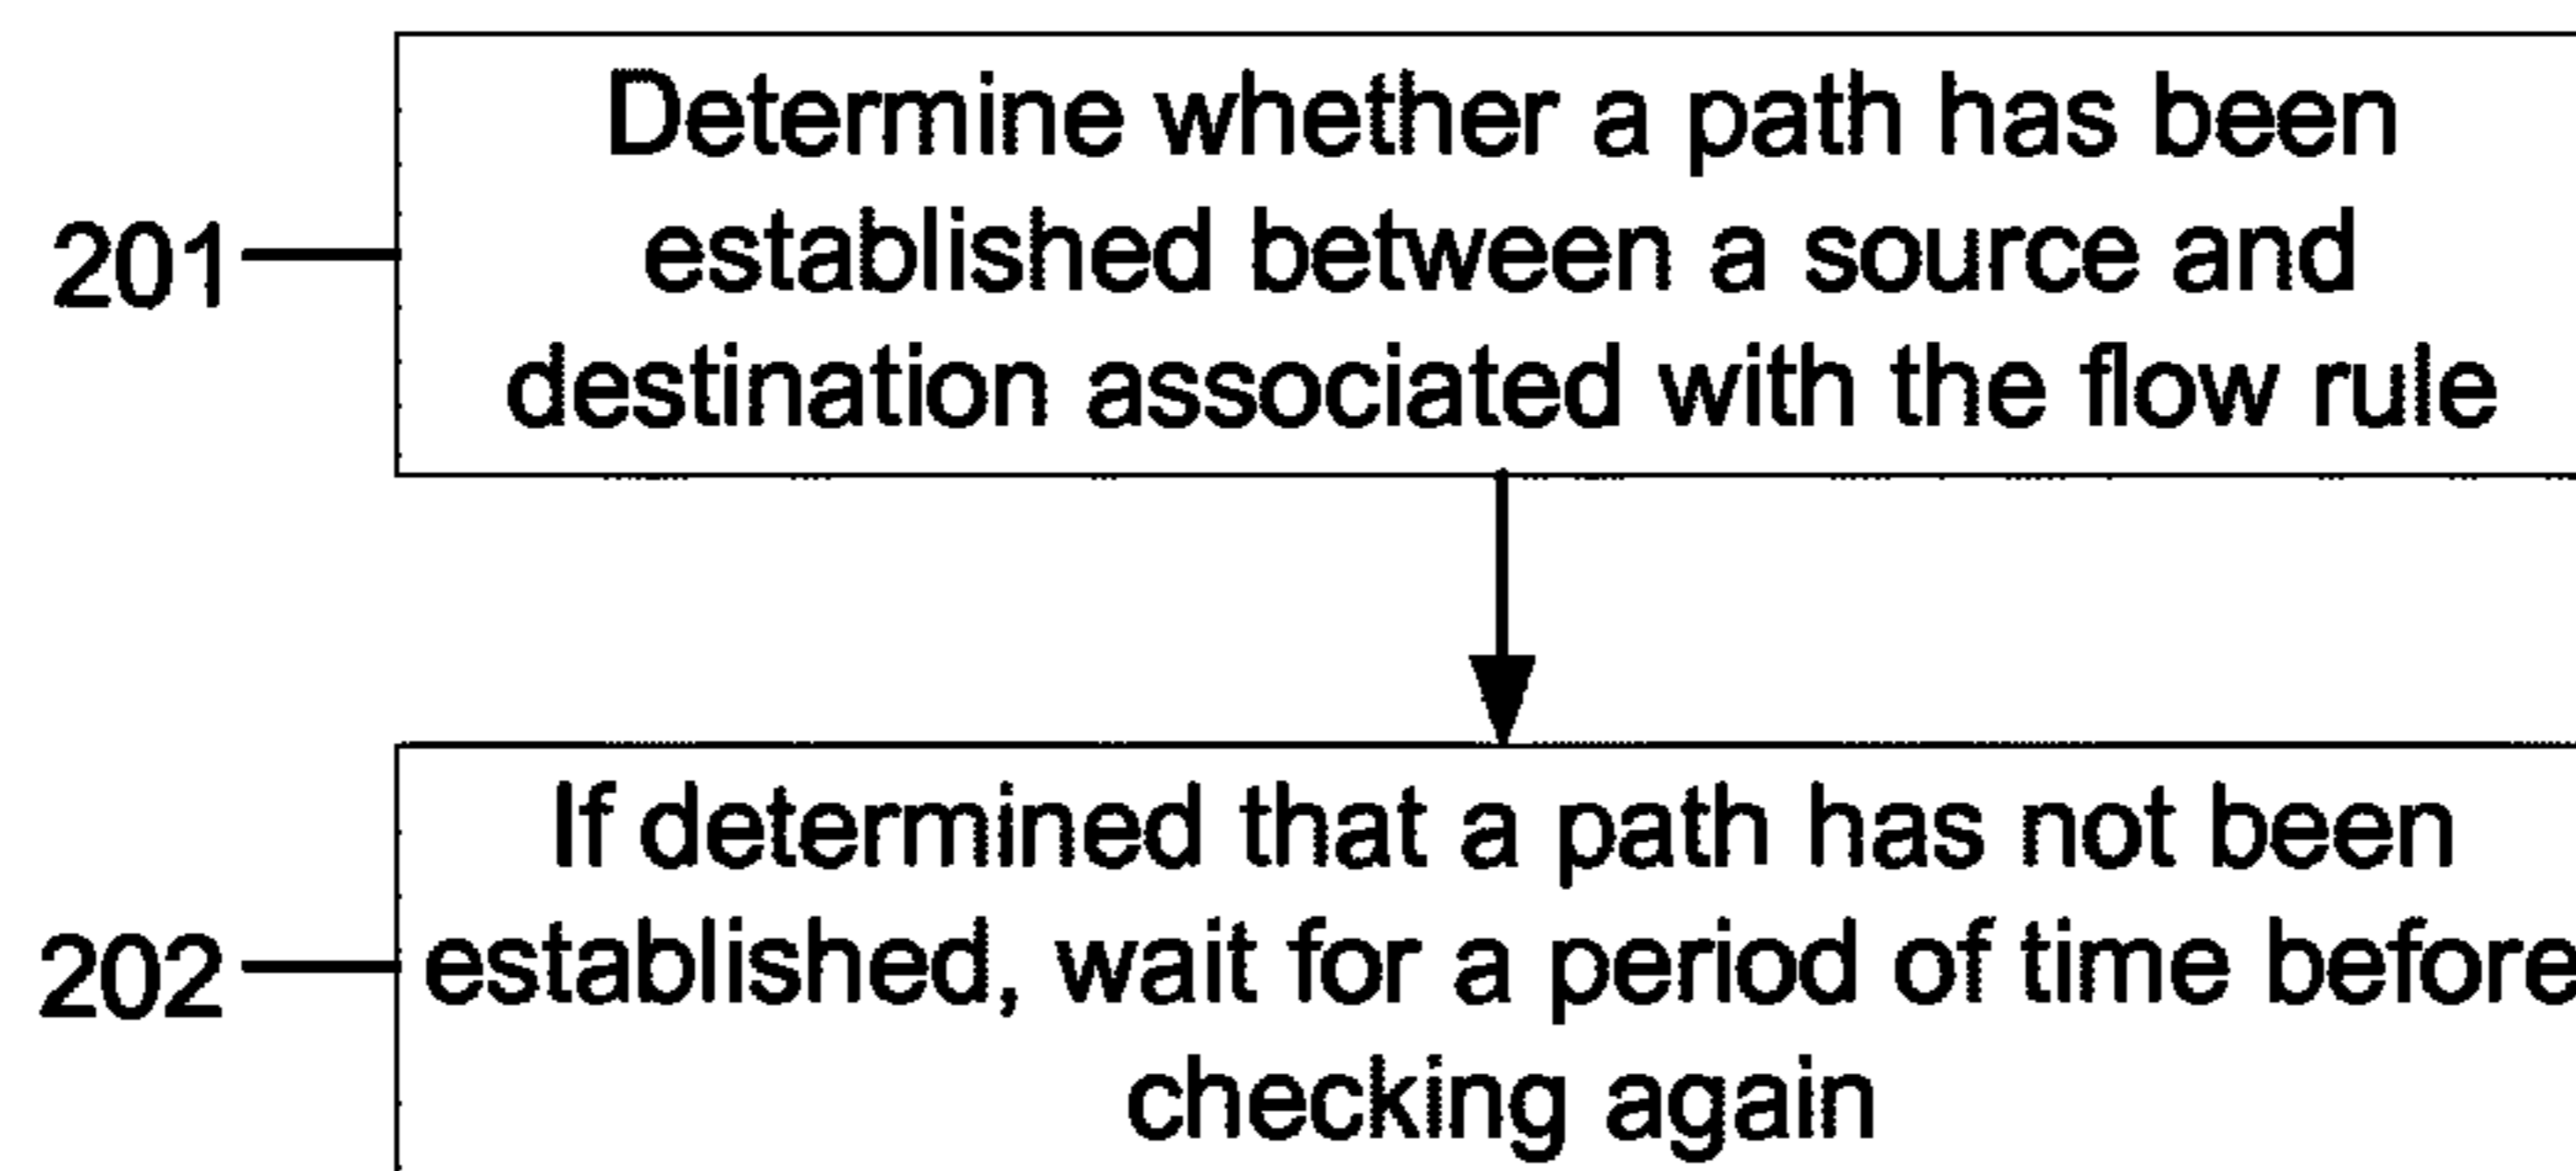 Determine whether a path has been
201
established between a source and
destination associated with the flow rule
If determined that a path has not been
202
established, wait for a period of time before
checking again